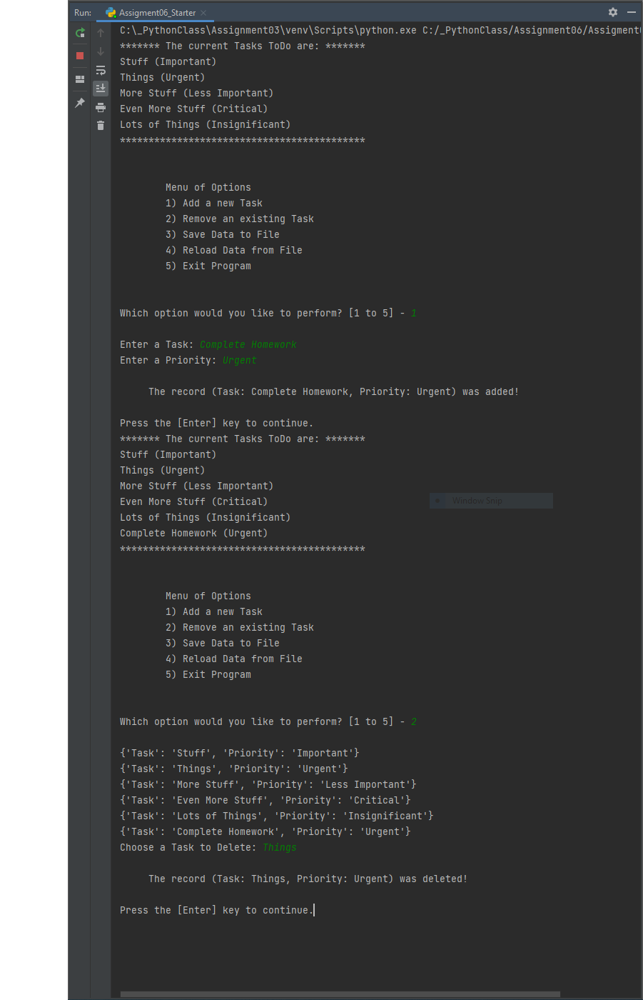 Run: Assigment06_Starter
C:\_PythonClass\Assignment03\venv\Scripts\python.exe C:/_PythonClass/Assignment06/Assigment
******* The current Tasks ToDo are: *******
Stuff (Important)
Things (Urgent)
More Stuff (Less Important)
Even More Stuff (Critical)
Lots of Things (Insignificant)
*******************************************
Menu of Options
1) Add a new Task
2) Remove an existing Task
3) Save Data to File
4) Reload Data from File
5) Exit Program
Which option would you like to perform? [1 to 5] - 1
Enter a Task: Complete Homework
Enter a Priority: Urgent
The record (Task: Complete Homework, Priority: Urgent) was added!
Press the [Enter] key to continue.
******* The current Tasks ToDo are: *******
Stuff (Important)
Things (Urgent)
More Stuff (Less Important)
Even More Stuff (Critical)
Window Snip
Lots of Things (Insignificant)
Complete Homework (Urgent)
*******************************************
Menu of Options
1) Add a new Task
2) Remove an existing Task
3) Save Data to File
4) Reload Data from File
5) Exit Program
Which option would you like to perform? [1 to 5] - 2
{'Task': 'Stuff', 'Priority': 'Important'}
{'Task': 'Things', 'Priority': 'Urgent'}
{'Task': 'More Stuff', 'Priority': 'Less Important'}
{'Task': 'Even More Stuff', 'Priority': 'Critical'}
{'Task': 'Lots of Things', 'Priority': 'Insignificant'}
{'Task': 'Complete Homework', 'Priority': 'Urgent'}
Choose a Task to Delete: Things
The record (Task: Things, Priority: Urgent) was deleted!
Press the [Enter] key to continue.